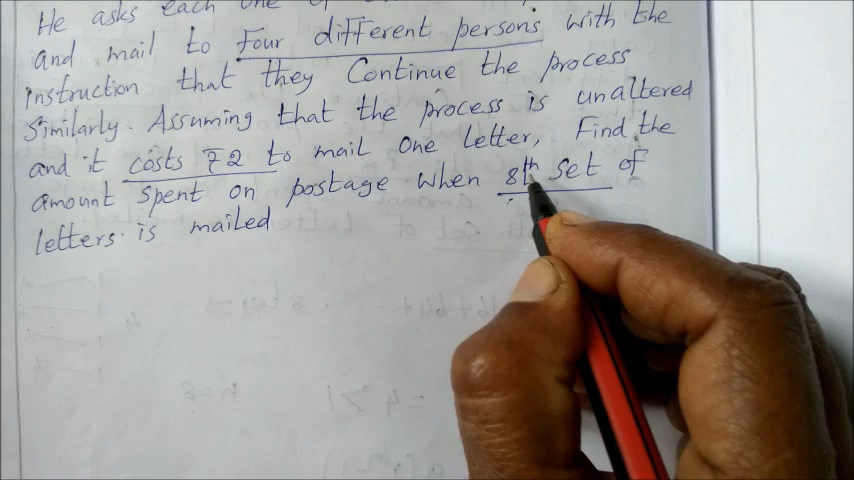 He asks each one of
and mail to Four different persons with the
instruction that they Continue the process
similarly. Assuming that the process is unaltered
and it costs ₹2 to mail one letter, Find the
amount spent on postage when 8th set of
letters is mailed